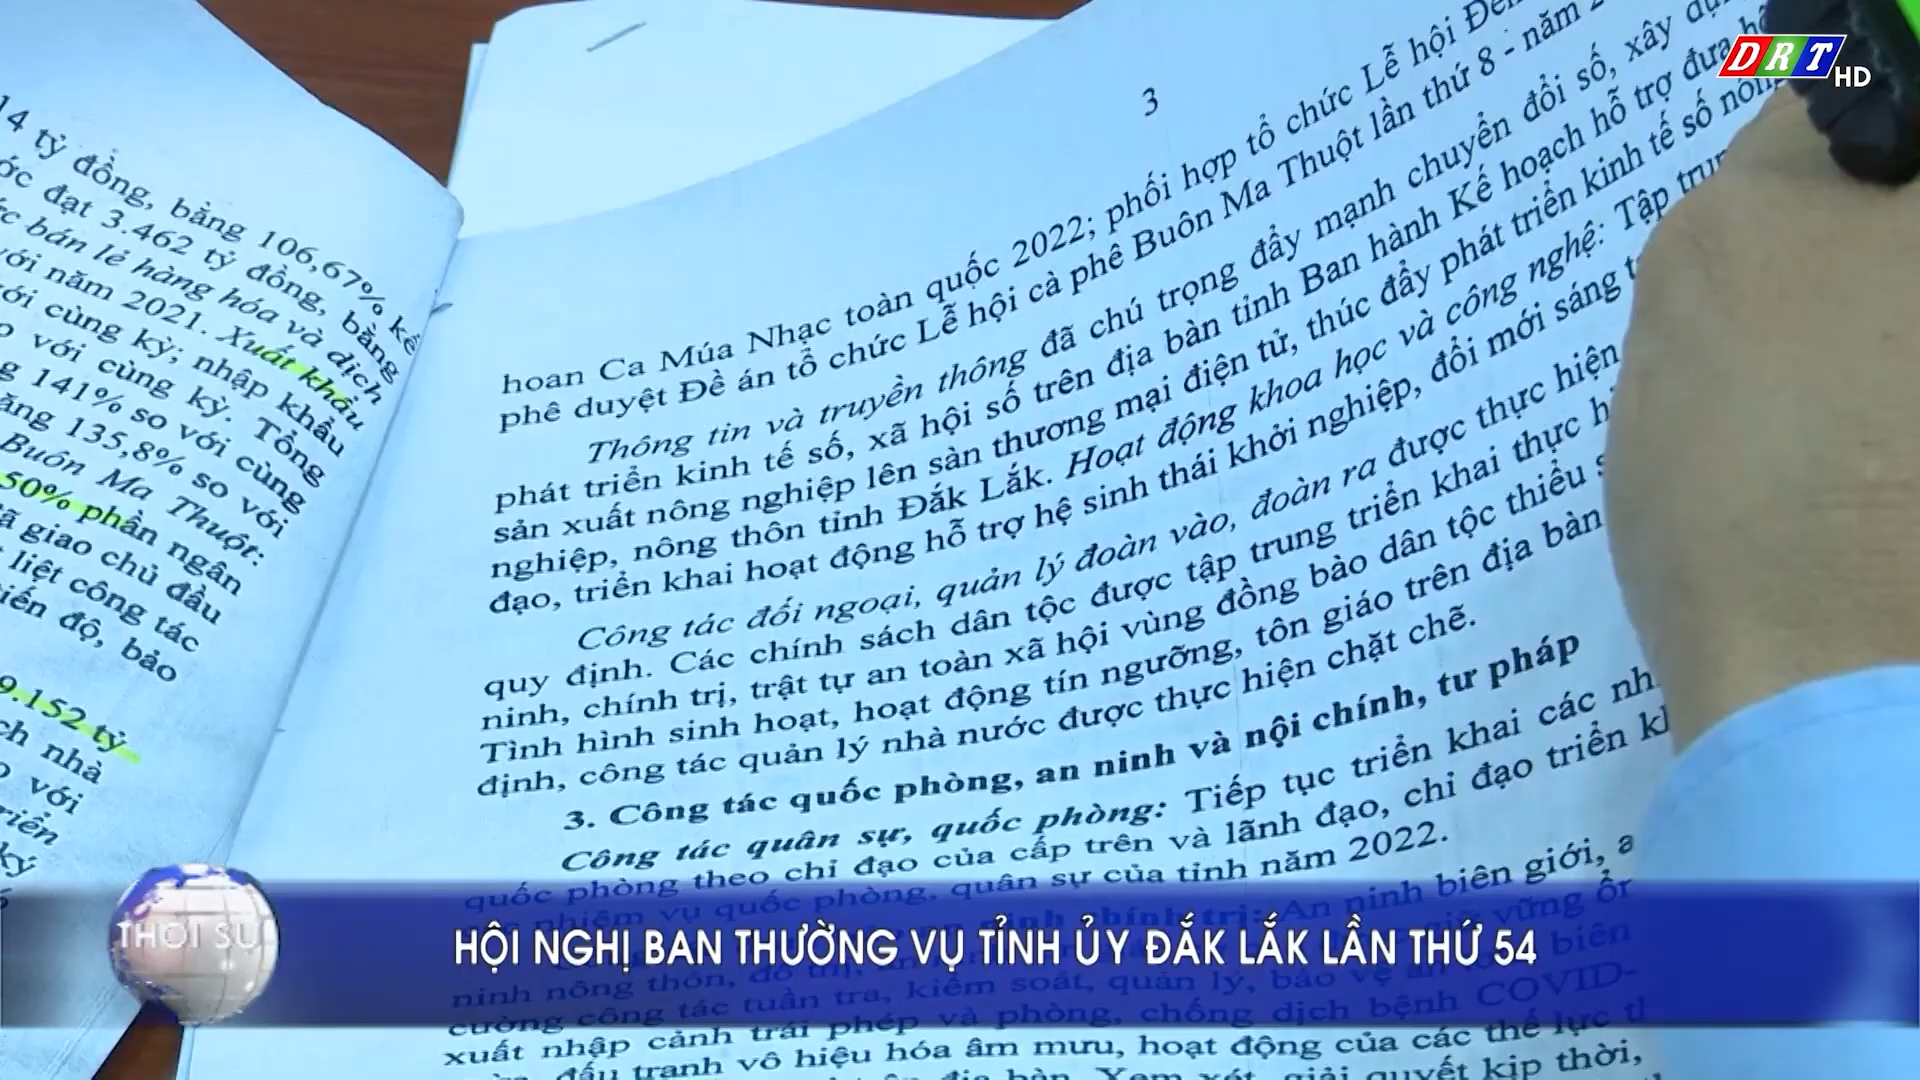 DRT HD
14 tỷ đồng, bằng 106,67% kế
ớc đạt 3.462 tỷ đồng, bằng
bán lẻ hàng hóa và dịch
với năm 2021. Xuất khẩu
với cùng kỳ; nhập khẩu
với cùng kỳ. Tổng
141% so với cùng
135,8% so với
Buôn Ma Thuột:
50% phần ngân
ã giao chủ đầu
liệt công tác
iến độ, bảo
9.152 tỷ
ch nhà
với
riển
ký
3
hoan Ca Múa Nhạc toàn quốc 2022; phối hợp tổ chức Lễ hội Đền
phê duyệt Đề án tổ chức Lễ hội cà phê Buôn Ma Thuột lần thứ 8 - năm
Thông tin và truyền thông đã chú trọng đẩy mạnh chuyển đổi số, xây
phát triển kinh tế số, xã hội số trên địa bàn tỉnh Ban hành Kế hoạch hỗ trợ đưa
sản xuất nông nghiệp lên sàn thương mại điện tử, thúc đẩy phát triển kinh tế số nông
nghiệp, nông thôn tỉnh Đắk Lắk. Hoạt động khoa học và công nghệ: Tập
đạo, triển khai hoạt động hỗ trợ hệ sinh thái khởi nghiệp, đổi mới sáng
Công tác đối ngoại, quản lý đoàn vào, đoàn ra được thực hiện
quy định. Các chính sách dân tộc được tập trung triển khai thực
ninh, chính trị, trật tự an toàn xã hội vùng đồng bào dân tộc thiểu
Tình hình sinh hoạt, hoạt động tín ngưỡng, tôn giáo trên địa bàn
định, công tác quản lý nhà nước được thực hiện chặt chẽ.
3. Công tác quốc phòng, an ninh và nội chính, tư pháp
Công tác quân sự, quốc phòng: Tiếp tục triển khai các
quốc phòng theo chỉ đạo của cấp trên và lãnh đạo, chỉ đạo triển
nhiệm vụ quốc phòng, quân sự của tỉnh năm 2022.
An ninh biên giới,
giữ vững
THỜI SỰ
HỘI NGHỊ BAN THƯỜNG VỤ TỈNH ỦY ĐẮK LẮK LẦN THỨ 54
ninh nông thôn, đô thị,
cường công tác tuần tra, kiểm soát, quản lý, bảo vệ biên
xuất nhập cảnh trái phép và phòng, chống dịch bệnh COVID-
đấu tranh vô hiệu hóa âm mưu, hoạt động của các thế lực
địa bàn. Xem xét, giải quyết kịp thời,